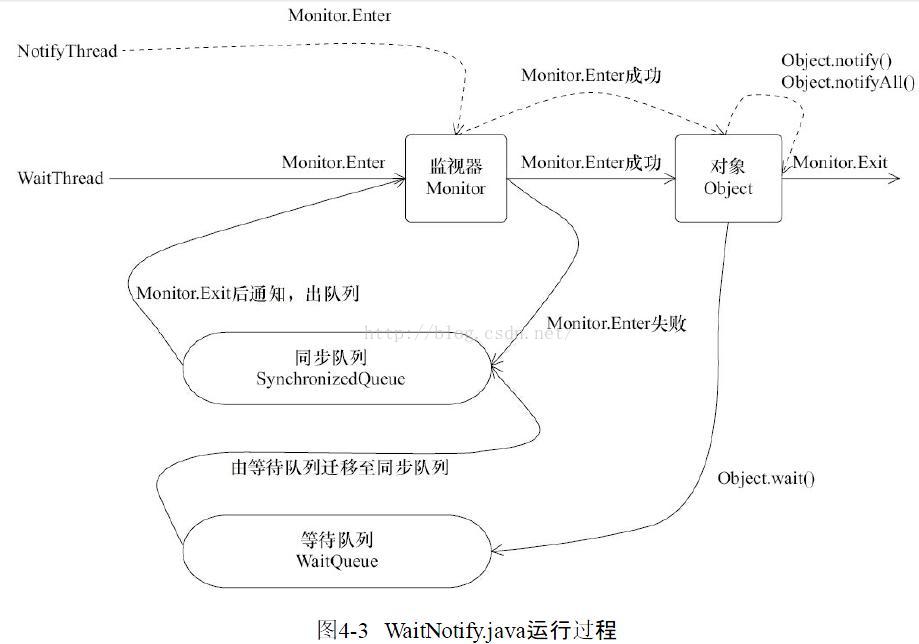 Monitor.Enter
NotifyThread
Object.notify()
Object.notifyAll()
Monitor.Enter成功
WaitThread
Monitor.Enter
监视器
Monitor
Monitor.Enter成功
对象
Object
Monitor.Exit
Monitor.Exit后通知，出队列
http://blog.csdn.net/
Monitor.Enter失败
同步队列
SynchronizedQueue
由等待队列迁移至同步队列
Object.wait()
等待队列
WaitQueue
图4-3 WaitNotify.java运行过程